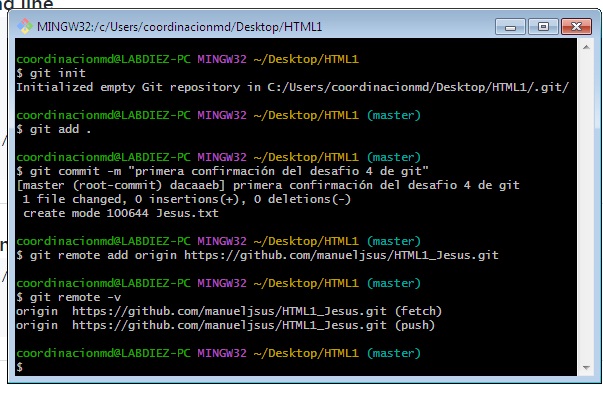 nd line
MINGW32:/c/Users/coordinacionmd/Desktop/HTML1
coordinacionmd@LABDIEZ-PC MINGW32 ~/Desktop/HTML1
$ git init
Initialized empty Git repository in C:/Users/coordinacionmd/Desktop/HTML1/.git/
coordinacionmd@LABDIEZ-PC MINGW32 ~/Desktop/HTML1 (master)
$ git add .
coordinacionmd@LABDIEZ-PC MINGW32 ~/Desktop/HTML1 (master)
$ git commit -m "primera confirmación del desafio 4 de git"
[master (root-commit) dacaaeb] primera confirmación del desafio 4 de git
1 file changed, 0 insertions(+), 0 deletions(-)
create mode 100644 Jesus.txt
coordinacionmd@LABDIEZ-PC MINGW32 ~/Desktop/HTML1 (master)
$ git remote add origin https://github.com/manueljsus/HTML1_Jesus.git
coordinacionmd@LABDIEZ-PC MINGW32 ~/Desktop/HTML1 (master)
$ git remote -v
origin  https://github.com/manueljsus/HTML1_Jesus.git (fetch)
origin  https://github.com/manueljsus/HTML1_Jesus.git (push)
coordinacionmd@LABDIEZ-PC MINGW32 ~/Desktop/HTML1 (master)
$